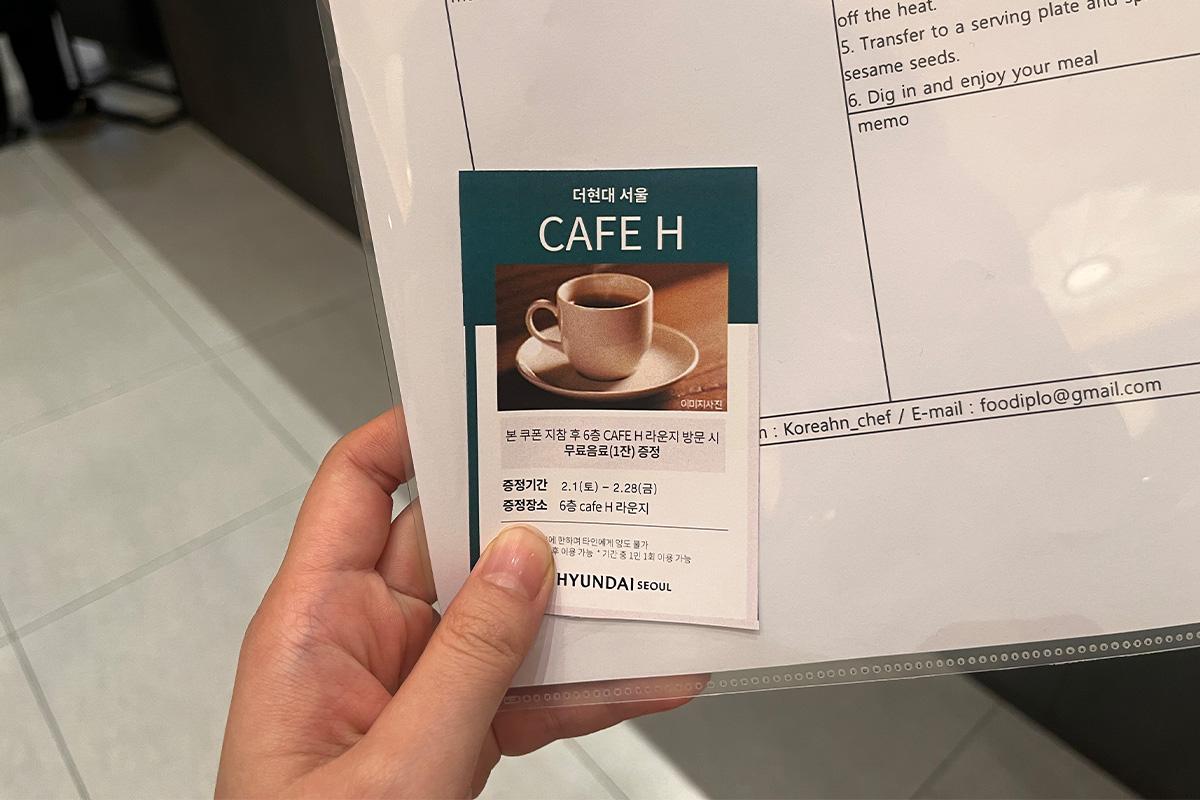 off the heat.
5. Transfer to a serving plate and
sesame seeds.
6. Dig in and enjoy your meal
memo
: Koreahn_chef / E-mail : foodiplo@gmail.com
더현대 서울
CAFE H
이미지사진
본 쿠폰 지참 후 6층 CAFE H 라운지 방문 시
무료음료(1잔) 증정
증정기간 2.1(토) – 2.28(금)
증정장소 6층 cafe H 라운지
에 한하며 타인에게 양도 불가
후 이용 가능 * 기간 중 1인 1회 이용 가능
HYUNDAI SEOUL